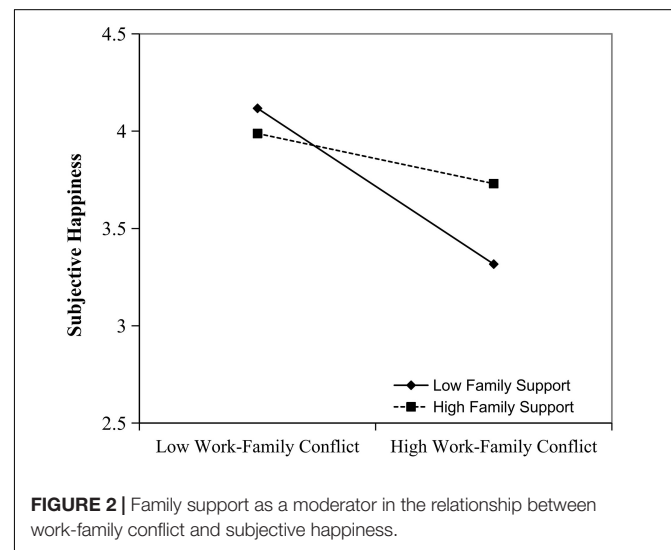 4.5
4
3.5
3
2.5
Subjective Happiness
Low Family Support
High Family Support
Low Work-Family Conflict
High Work-Family Conflict
FIGURE 2 | Family support as a moderator in the relationship between
work-family conflict and subjective happiness.